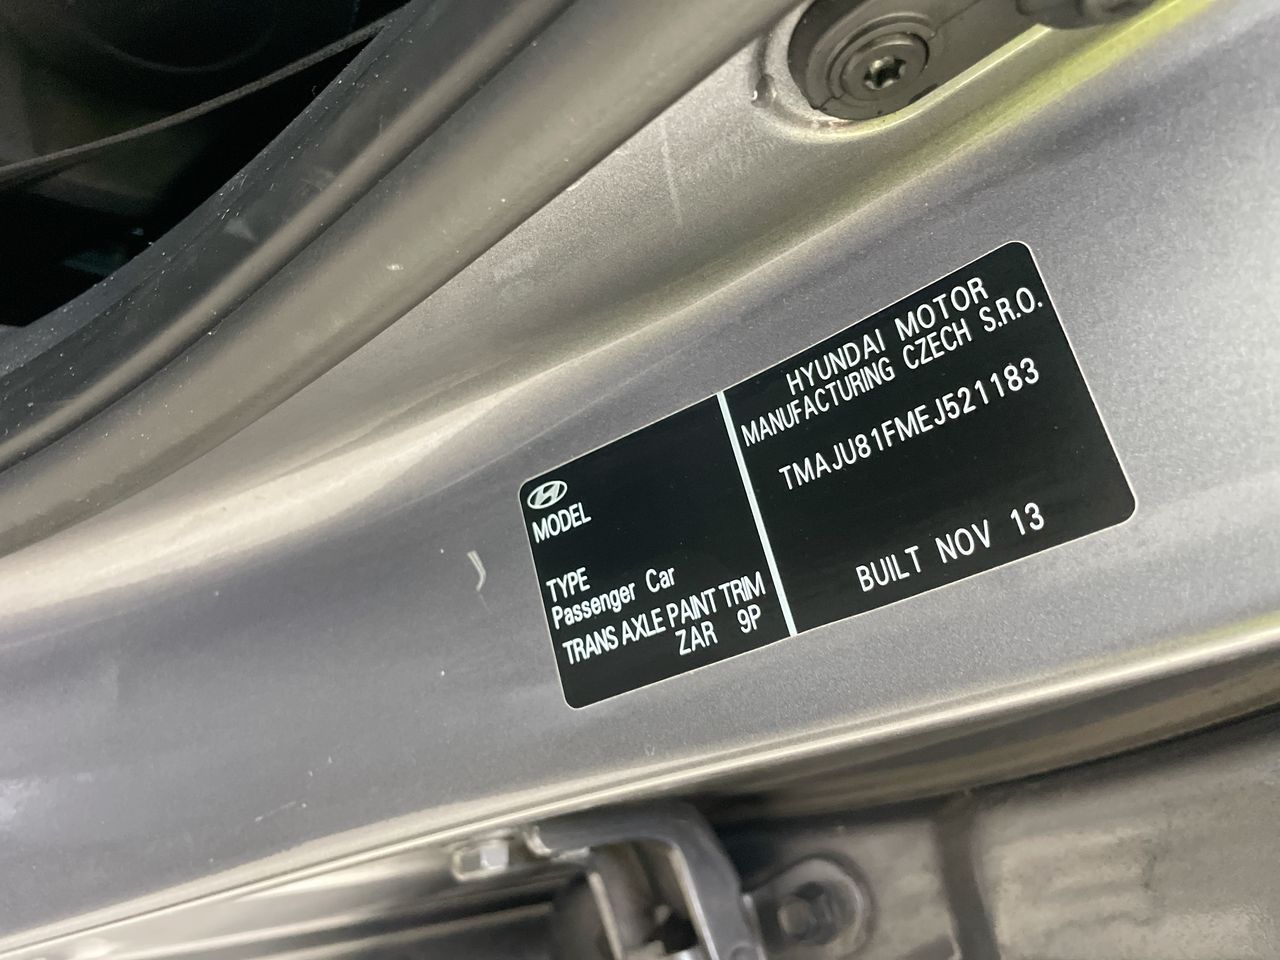 MODEL
TYPE
Passenger Car
TRANS AXLE PAINT TRIM
ZAR 9P
HYUNDAI MOTOR
MANUFACTURING CZECH S.R.O.
TMAJU81FMEJ521183
BUILT NOV 13